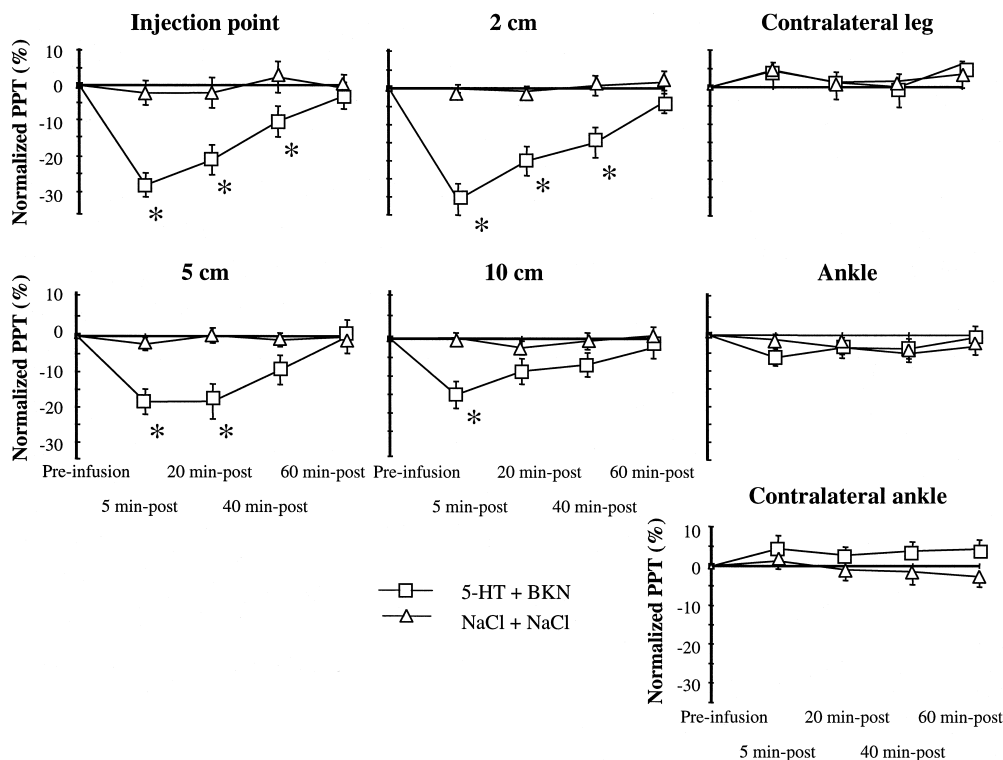 Injection point
2 cm
Contralateral leg
Normalized PPT (%)
10
0
-10
-20
-30
*
*
*
*
*
*
5 cm
10 cm
Ankle
Normalized PPT (%)
10
0
-10
-20
-30
*
*
*
Pre-infusion
20 min-post
60 min-post
Pre-infusion
20 min-post
60 min-post
5 min-post
40 min-post
5 min-post
40 min-post
Contralateral ankle
Normalized PPT (%)
10
0
-10
-20
-30
5-HT + BKN
NaCl + NaCl
Pre-infusion
20 min-post
60 min-post
5 min-post
40 min-post